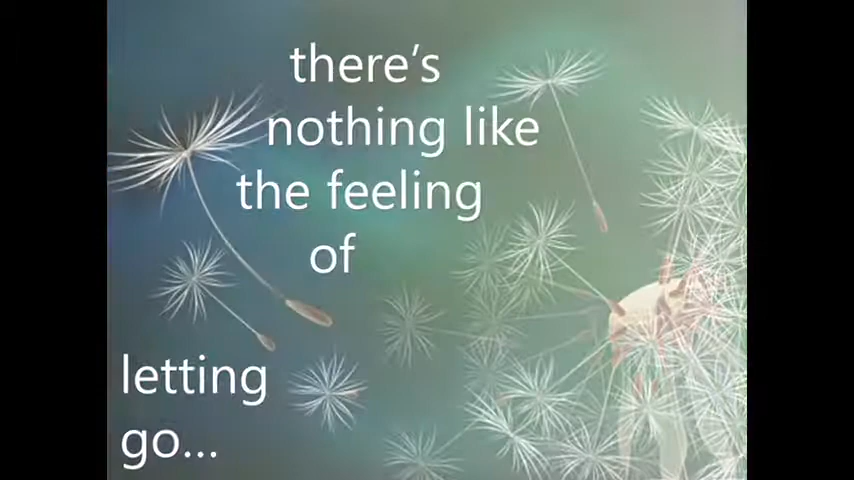 there’s
nothing like
the feeling
of
letting
go...